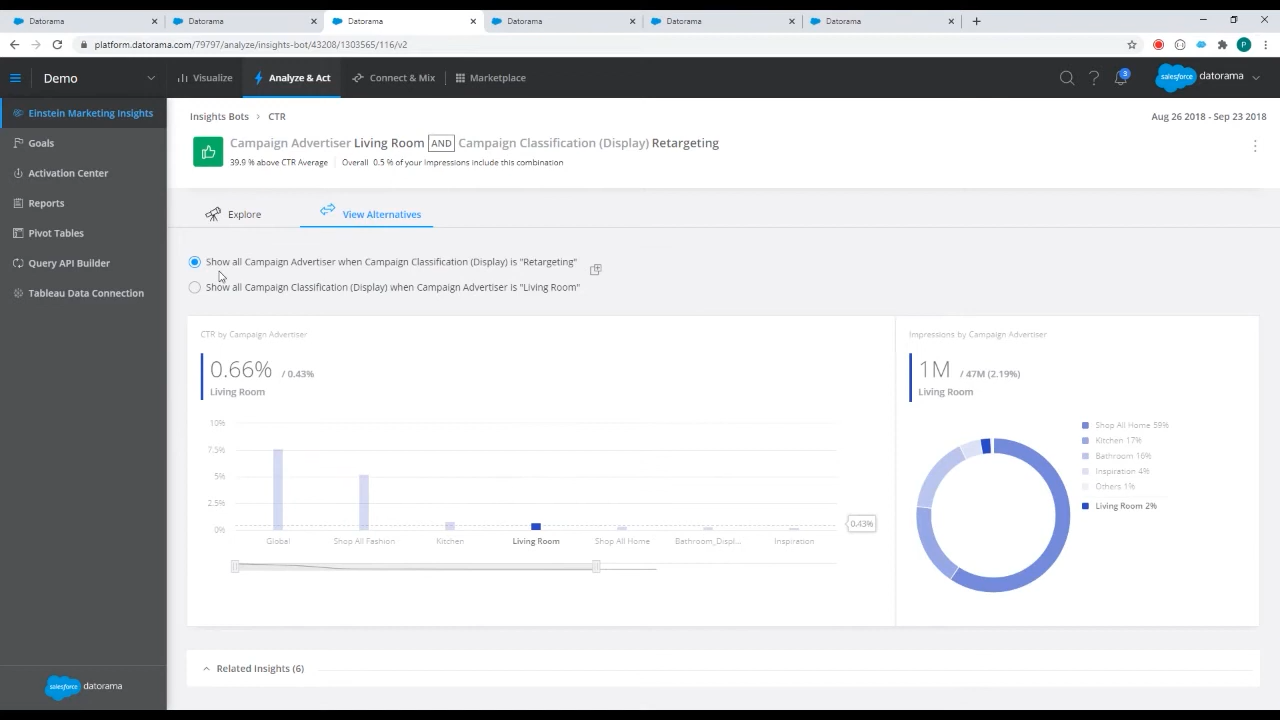 Datorama
Datorama
Datorama
Datorama
Datorama
Datorama
platform.datorama.com/79797/analyze/insights-bot/43208/1303565/116/v2
P
Demo
Visualize
Analyze & Act
Connect & Mix
Marketplace
3
salesforce datorama
Einstein Marketing Insights
Goals
Activation Center
Reports
Pivot Tables
Query API Builder
Tableau Data Connection
salesforce datorama
Insights Bots > CTR
Aug 26 2018 - Sep 23 2018
Campaign Advertiser Living Room AND Campaign Classification (Display) Retargeting
39.9 % above CTR Average Overall 0.5 % of your Impressions include this combination
Explore
View Alternatives
Show all Campaign Advertiser when Campaign Classification (Display) is "Retargeting"
Show all Campaign Classification (Display) when Campaign Advertiser is "Living Room"
CTR by Campaign Advertiser
0.66% / 0.43%
Living Room
10%
7.5%
5%
2.5%
0%
0.43%
Global
Shop All Fashion
Kitchen
Living Room
Shop All Home
Bathroom_Displ...
Inspiration
Impressions by Campaign Advertiser
1M / 47M (2.19%)
Living Room
Shop All Home 59%
Kitchen 17%
Bathroom 16%
Inspiration 4%
Others 1%
Living Room 2%
Related Insights (6)